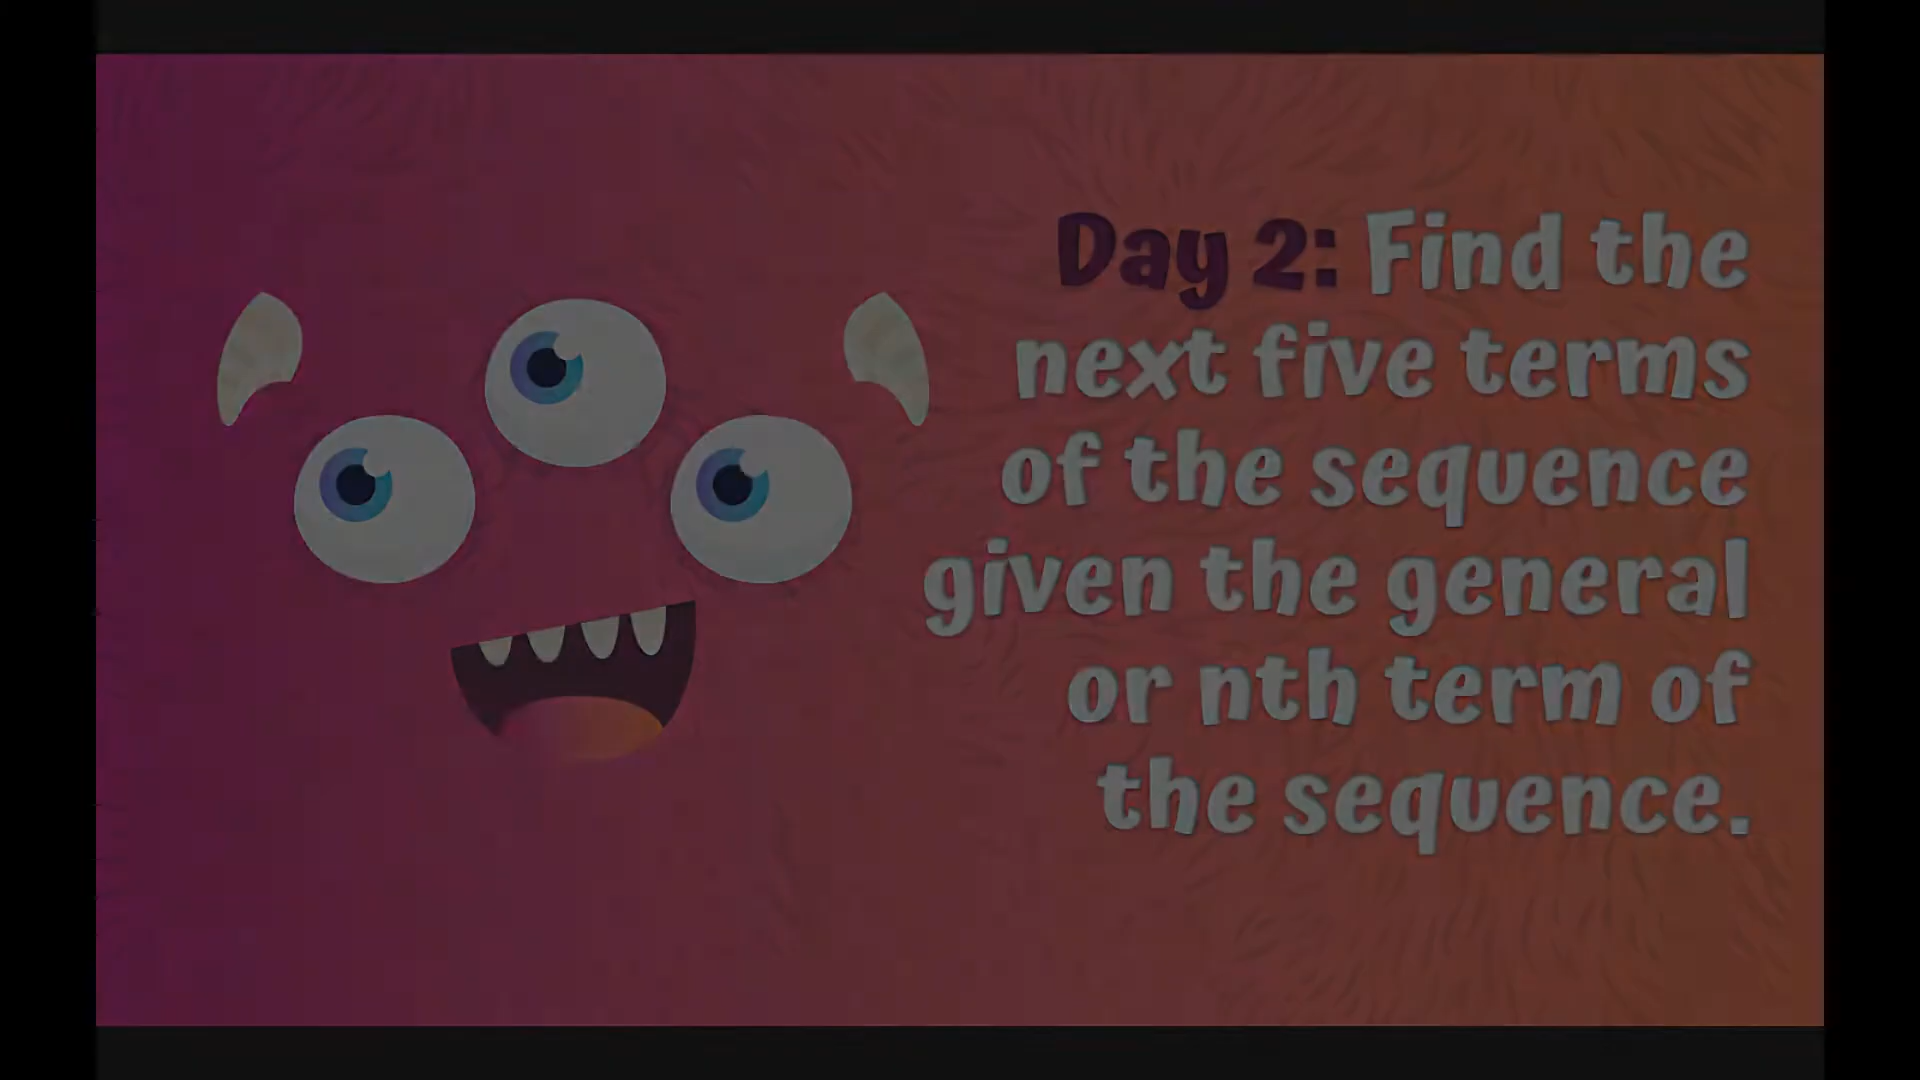 Day 2: Find the
next five terms
of the sequence
given the general
or nth term of
the sequence.